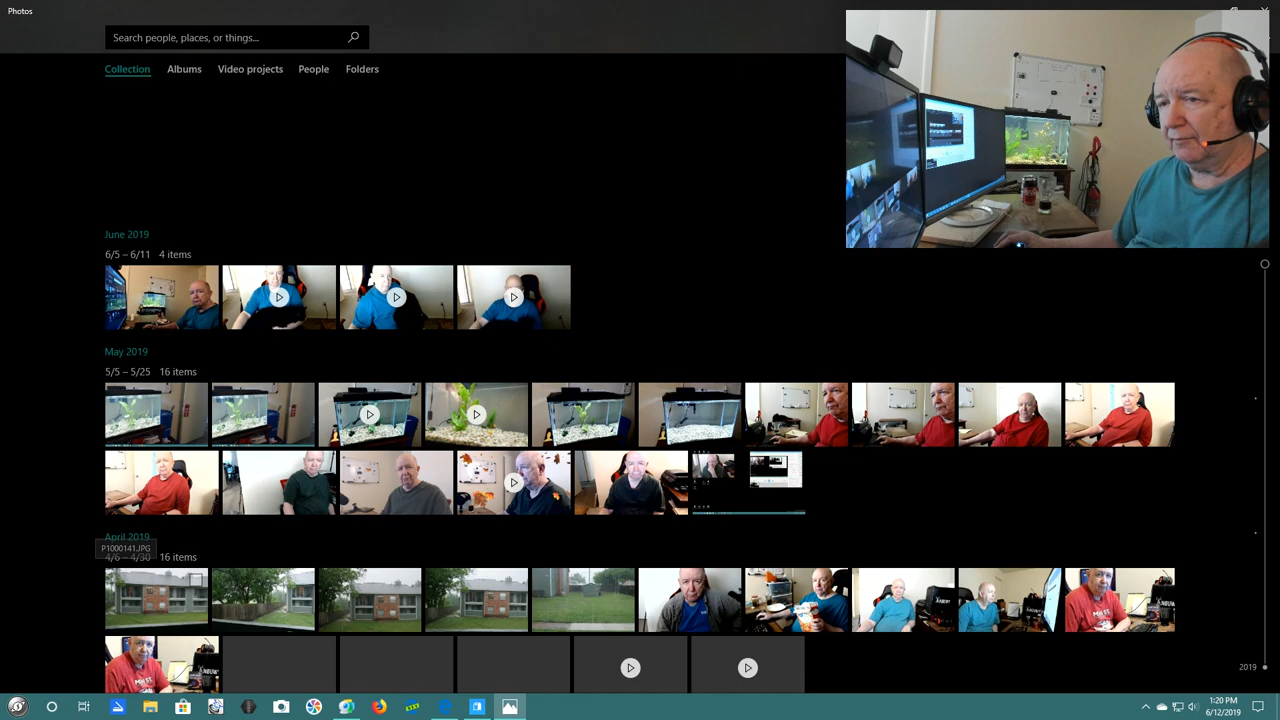 Photos
Search people, places, or things...
Collection Albums Video projects People Folders
June 2019
6/5 – 6/11 4 items
May 2019
5/5 – 5/25 16 items
April 2019
P1000141.JPG
4/6 – 4/30 16 items
2019
1:20 PM
6/12/2019